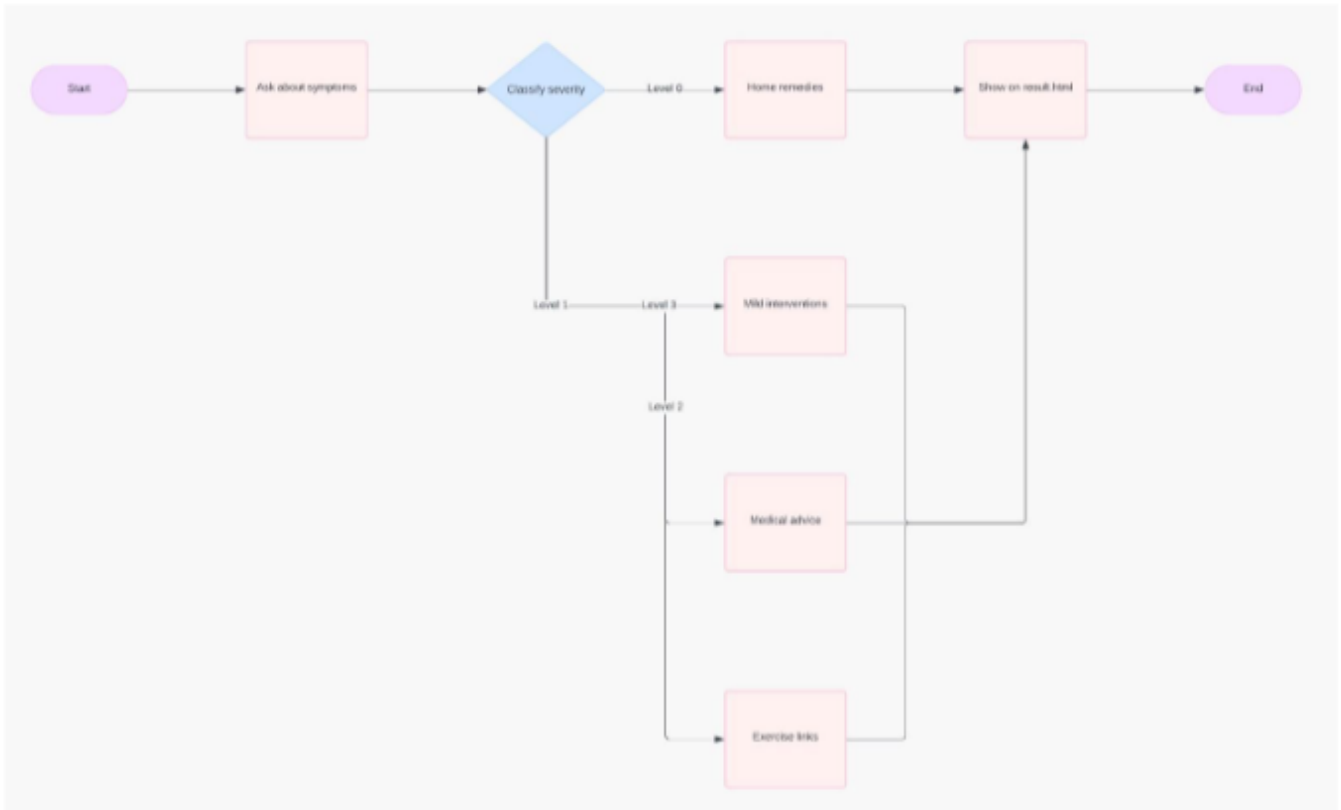 Start
Ask about symptoms
Classify severity
Level 0
Home remedies
Show on result.html
End
Level 1
Level 3
Mild interventions
Level 2
Medical advice
Exercise links